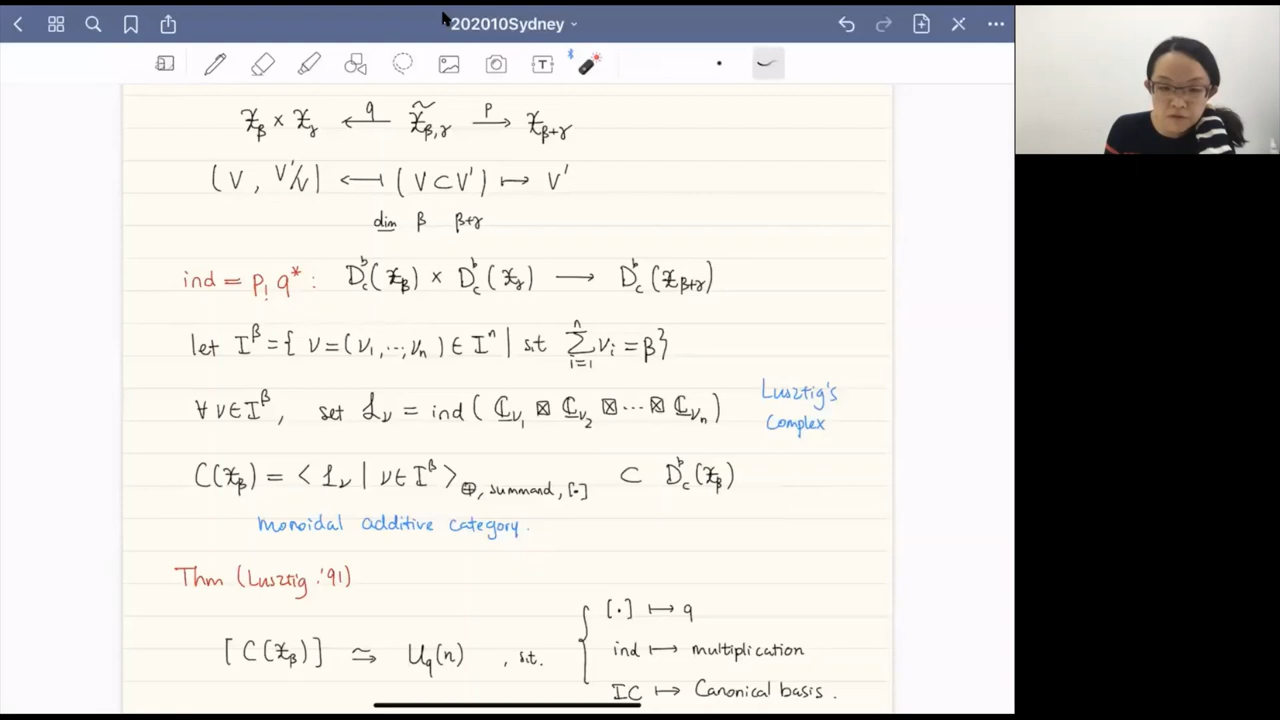 202010Sydney
𝔛_β × 𝔛_γ ←^q 𝔛̃_{β,γ} →^p 𝔛_{β+γ}
(V, V'/V) ⟻ (V ⊂ V') ⟼ V'
dim β β+γ
ind = p_! q^* : D^b_c(𝔛_β) × D^b_c(𝔛_γ) ⟶ D^b_c(𝔛_{β+γ})
let I^β = { ν = (ν_1, ⋯, ν_n) ∈ I^n | s.t. ∑_{i=1}^n ν_i = β }
∀ ν ∈ I^β, set 𝓛_ν = ind ( ℂ_{ν_1} ⊠ ℂ_{ν_2} ⊠ ⋯ ⊠ ℂ_{ν_n} )
Lusztig's
Complex
C(𝔛_β) = < 𝓛_ν | ν ∈ I^β >_{⊕, summand, [·]} ⊂ D^b_c(𝔛_β)
monoidal additive category.
Thm (Lusztig '91)
[C(𝔛_β)] ≃ U_q(n) , s.t. { [·] ⟼ q
ind ⟼ multiplication
IC ⟼ Canonical basis.